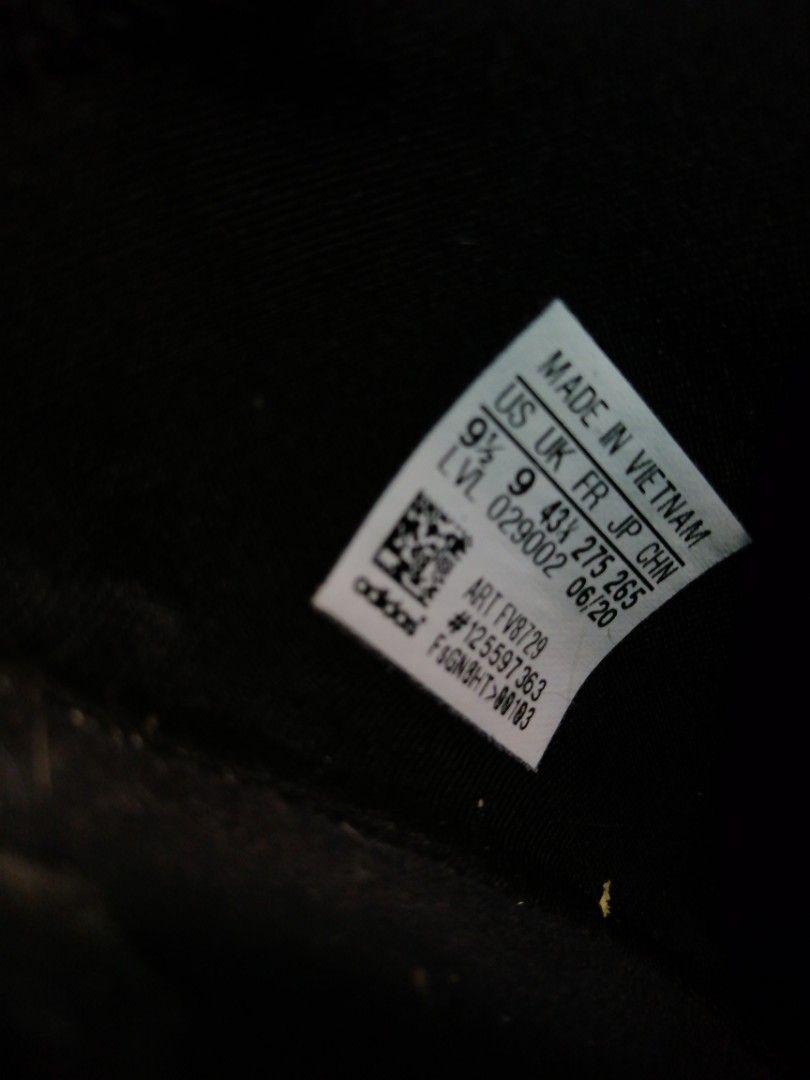 MADE IN VIETNAM
US UK FR JP CHN
9½ 9 43⅓ 275 265
LVL 029002 06/20
ART FV8729
#125597363
FsGN8HT>00103
adidas